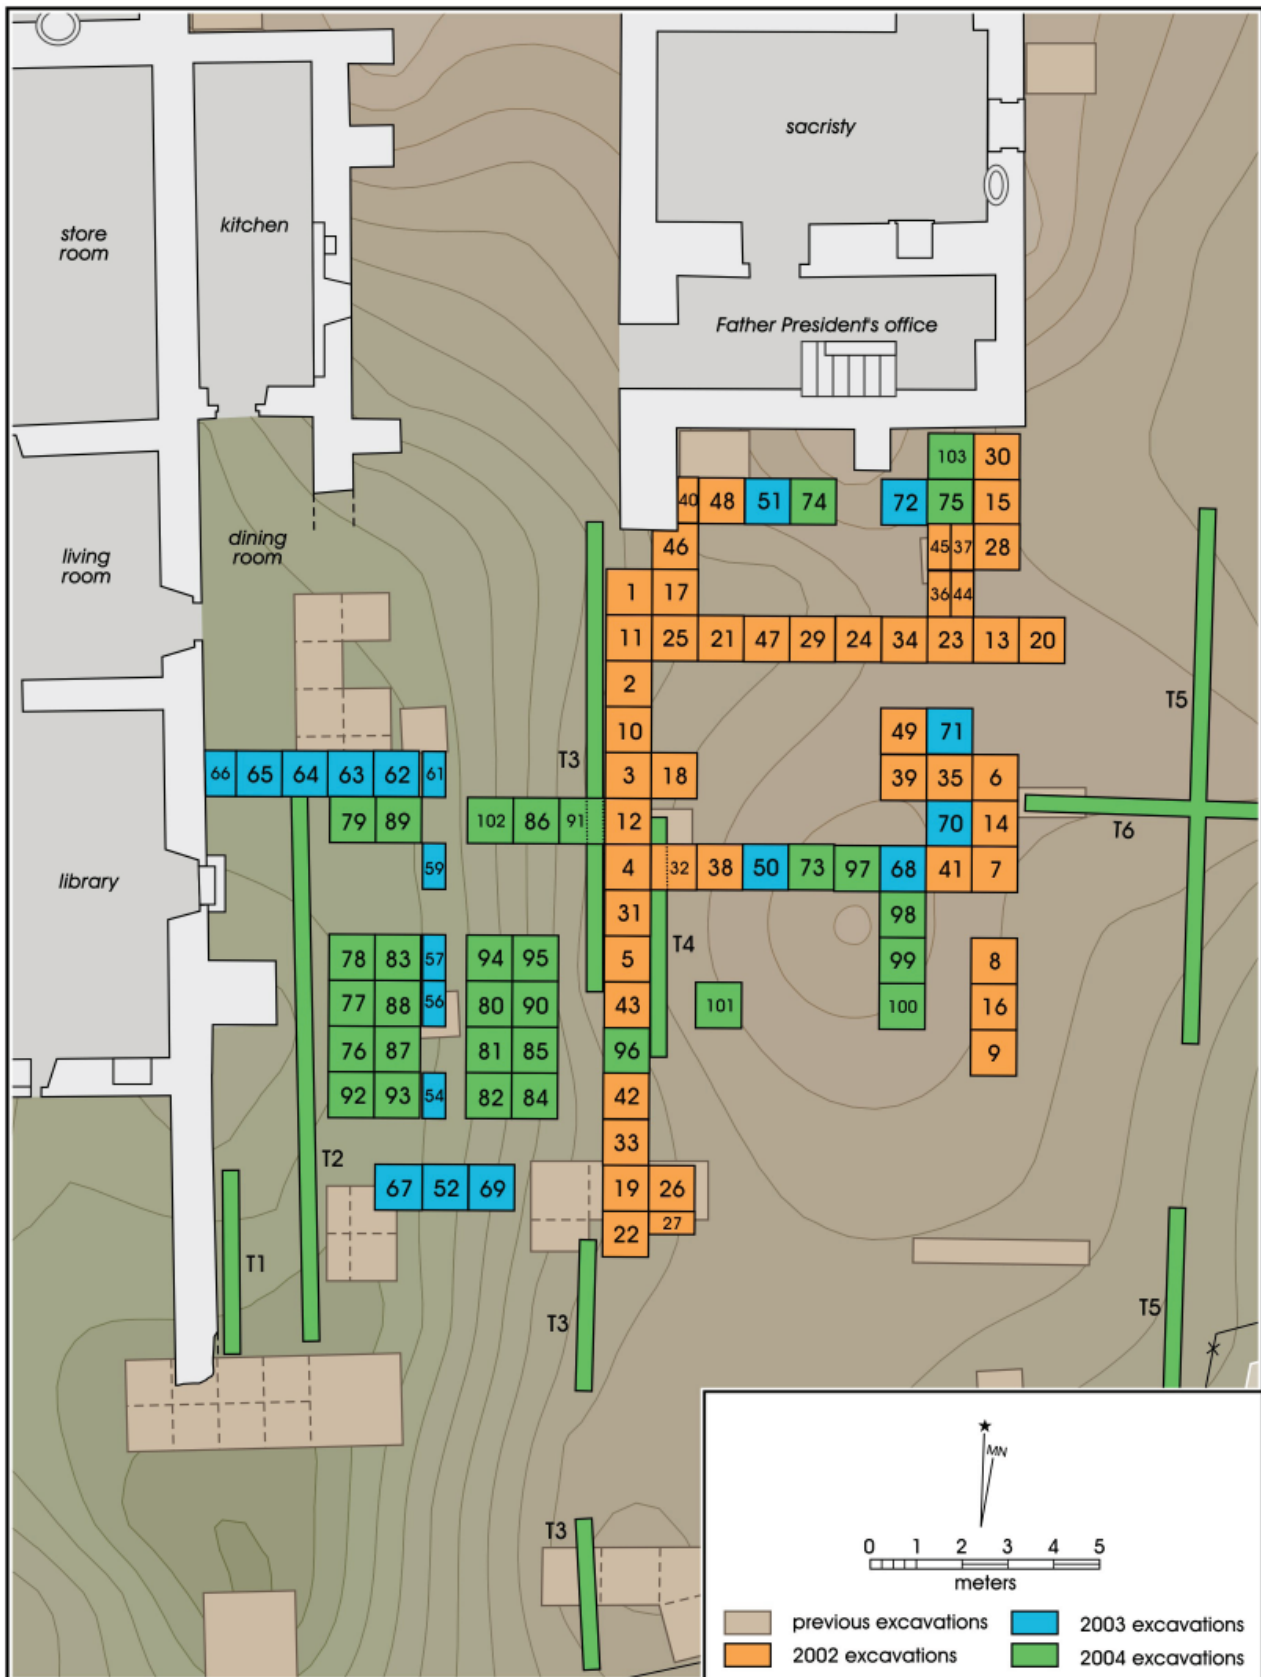 sacristy
kitchen
store
room
Father President's office
103 30
40 48 51 74 72 75 15
dining
room
living
room
46 45 37 28
1 17 36 44
11 25 21 47 29 24 34 23 13 20
2
T5
10 49 71
T3
66 65 64 63 62 61 3 18 39 35 6
79 89 102 86 91 12 70 14
T6
59 4 32 38 50 73 97 68 41 7
library
31 98
T4
78 83 57 94 95 5 99 8
77 88 56 80 90 43 101 100 16
76 87 81 85 96 9
92 93 54 82 84 42
33
T2
67 52 69 19 26
27
22
T1
T3
T5
MN
T3
0 1 2 3 4 5
meters
previous excavations 2003 excavations
2002 excavations 2004 excavations